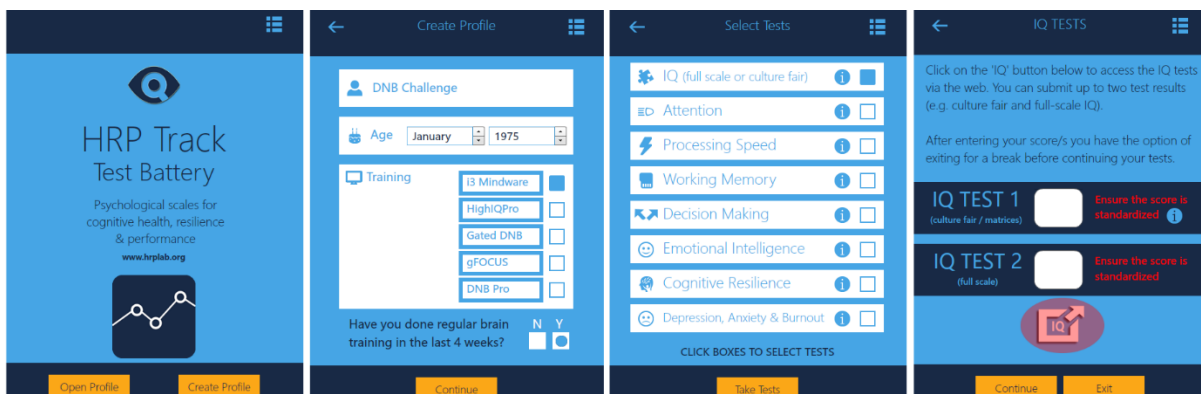 HRP Track
Test Battery
Psychological scales for
cognitive health, resilience
& performance
www.hrplab.org
Open Profile
Create Profile
Create Profile
DNB Challenge
Age
January
1975
Training
i3 Mindware
HighIQPro
Gated DNB
gFOCUS
DNB Pro
Have you done regular brain
training in the last 4 weeks?
N Y
Continue
Select Tests
IQ (full scale or culture fair)
Attention
Processing Speed
Working Memory
Decision Making
Emotional Intelligence
Cognitive Resilience
Depression, Anxiety & Burnout
CLICK BOXES TO SELECT TESTS
Take Tests
IQ TESTS
Click on the 'IQ' button below to access the IQ tests
via the web. You can submit up to two test results
(e.g. culture fair and full-scale IQ).
After entering your score/s you have the option of
exiting for a break before continuing your tests.
IQ TEST 1
(culture fair / matrices)
Ensure the score is
standardized
IQ TEST 2
(full scale)
Ensure the score is
standardized
IQ
Continue
Exit